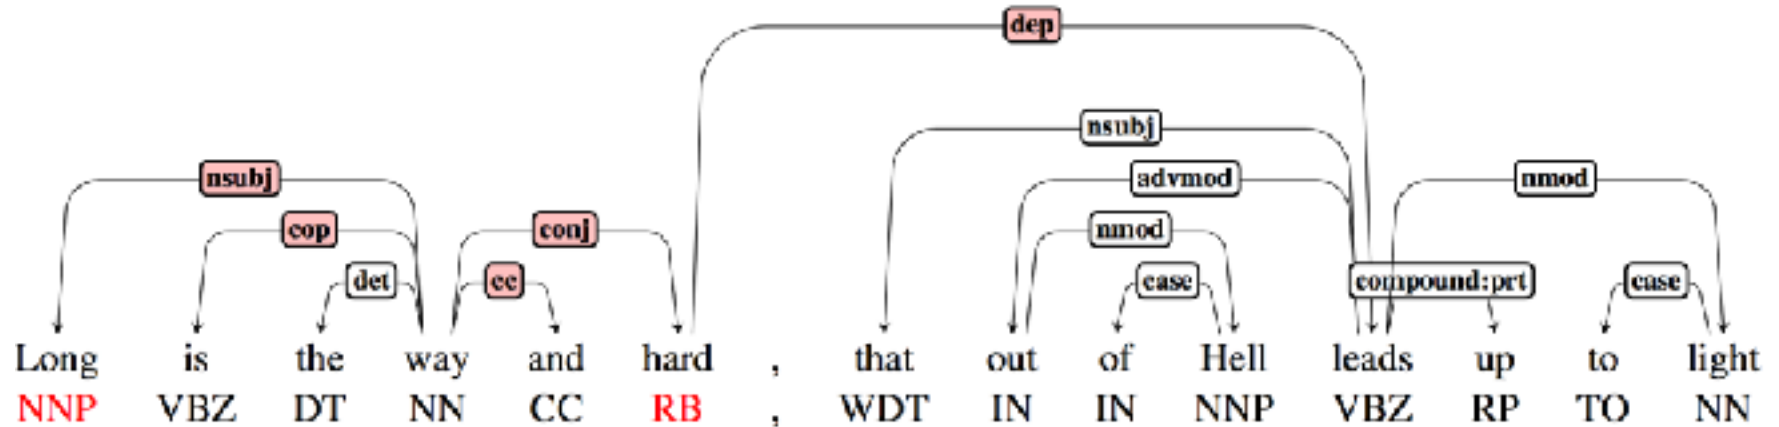 dep
nsubj
nsubj advmod nmod
cop conj nmod
det cc case compound:prt case
Long is the way and hard , that out of Hell leads up to light
NNP VBZ DT NN CC RB , WDT IN IN NNP VBZ RP TO NN